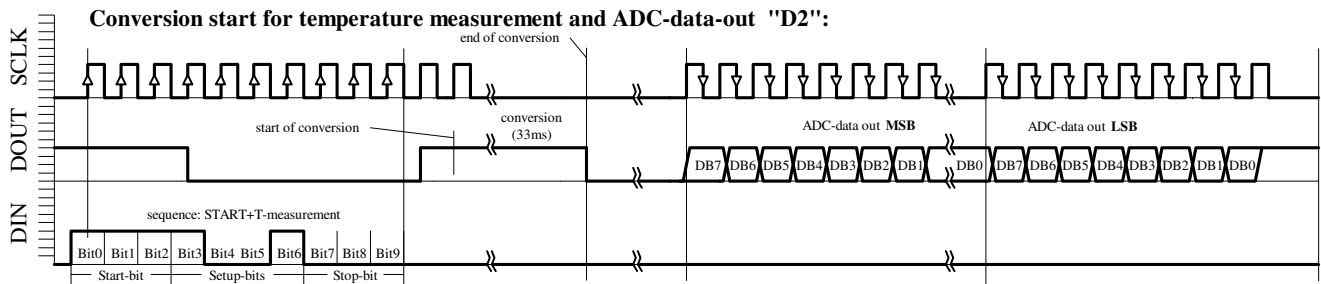 Conversion start for temperature measurement and ADC-data-out "D2":
end of conversion
SCLK
DOUT
start of conversion
conversion
(33ms)
ADC-data out MSB
ADC-data out LSB
DB7 DB6 DB5 DB4 DB3 DB2 DB1 DB0 DB7 DB6 DB5 DB4 DB3 DB2 DB1 DB0
DIN
sequence: START+T-measurement
Bit0 Bit1 Bit2 Bit3 Bit4 Bit5 Bit6 Bit7 Bit8 Bit9
Start-bit Setup-bits Stop-bit